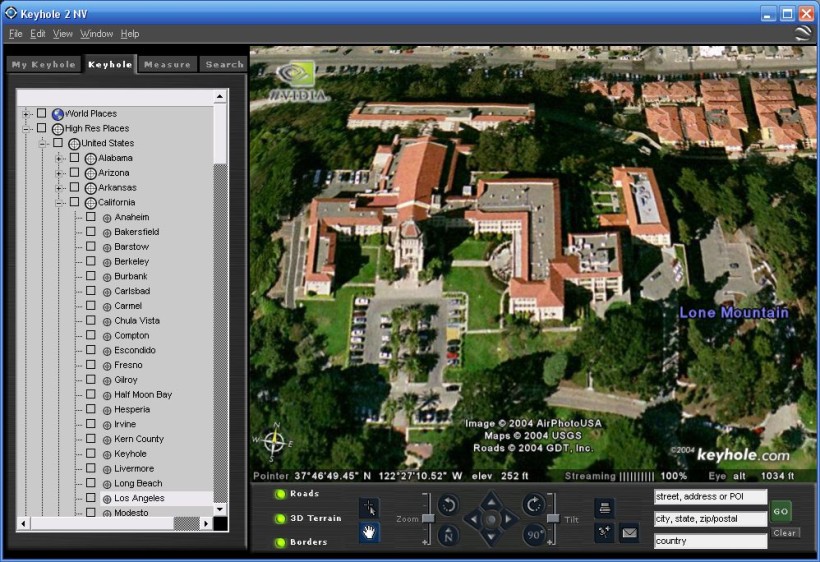 Keyhole 2 NV
File Edit View Window Help
My Keyhole Keyhole Measure Search
World Places
High Res Places
United States
Alabama
Arizona
Arkansas
California
Anaheim
Bakersfield
Barstow
Berkeley
Burbank
Carlsbad
Carmel
Chula Vista
Compton
Escondido
Fresno
Gilroy
Half Moon Bay
Hesperia
Irvine
Kern County
Keyhole
Livermore
Long Beach
Los Angeles
Modesto
NVIDIA
Lone Mountain
N
W E
S
Image © 2004 AirPhotoUSA
Maps © 2004 USGS
Roads © 2004 GDT, Inc.
©2004 keyhole.com
Pointer 37°46'49.45" N 122°27'10.52" W elev 252 ft Streaming |||||||||| 100% Eye alt 1034 ft
Roads
3D Terrain
Borders
Zoom
N
90°
Tilt
street, address or POI
city, state, zip/postal
country
GO
Clear